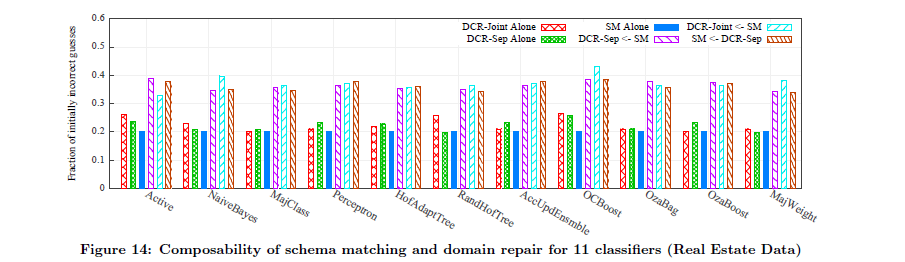 0.6
0.5
0.4
0.3
0.2
0.1
0
Fraction of initially incorrect guesses
DCR-Joint Alone
SM Alone
DCR-Joint <- SM
DCR-Sep Alone
DCR-Sep <- SM
SM <- DCR-Sep
Active
NaiveBayes
MajClass
Perceptron
HofAdaptTree
RandHofTree
AccUpdEnsmble
OCBoost
OzaBag
OzaBoost
MajWeight
Figure 14: Composability of schema matching and domain repair for 11 classifiers (Real Estate Data)